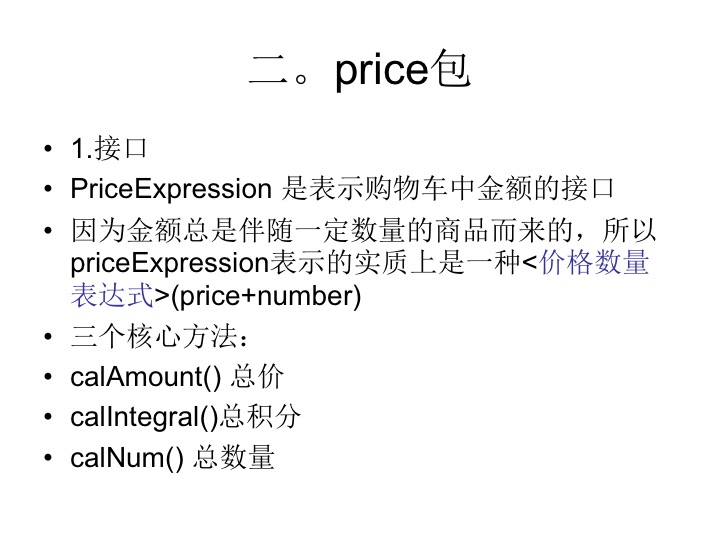 二。price包
• 1.接口
• PriceExpression 是表示购物车中金额的接口
• 因为金额总是伴随一定数量的商品而来的，所以
priceExpression表示的实质上是一种<价格数量
表达式>(price+number)
• 三个核心方法：
• calAmount() 总价
• calIntegral()总积分
• calNum() 总数量